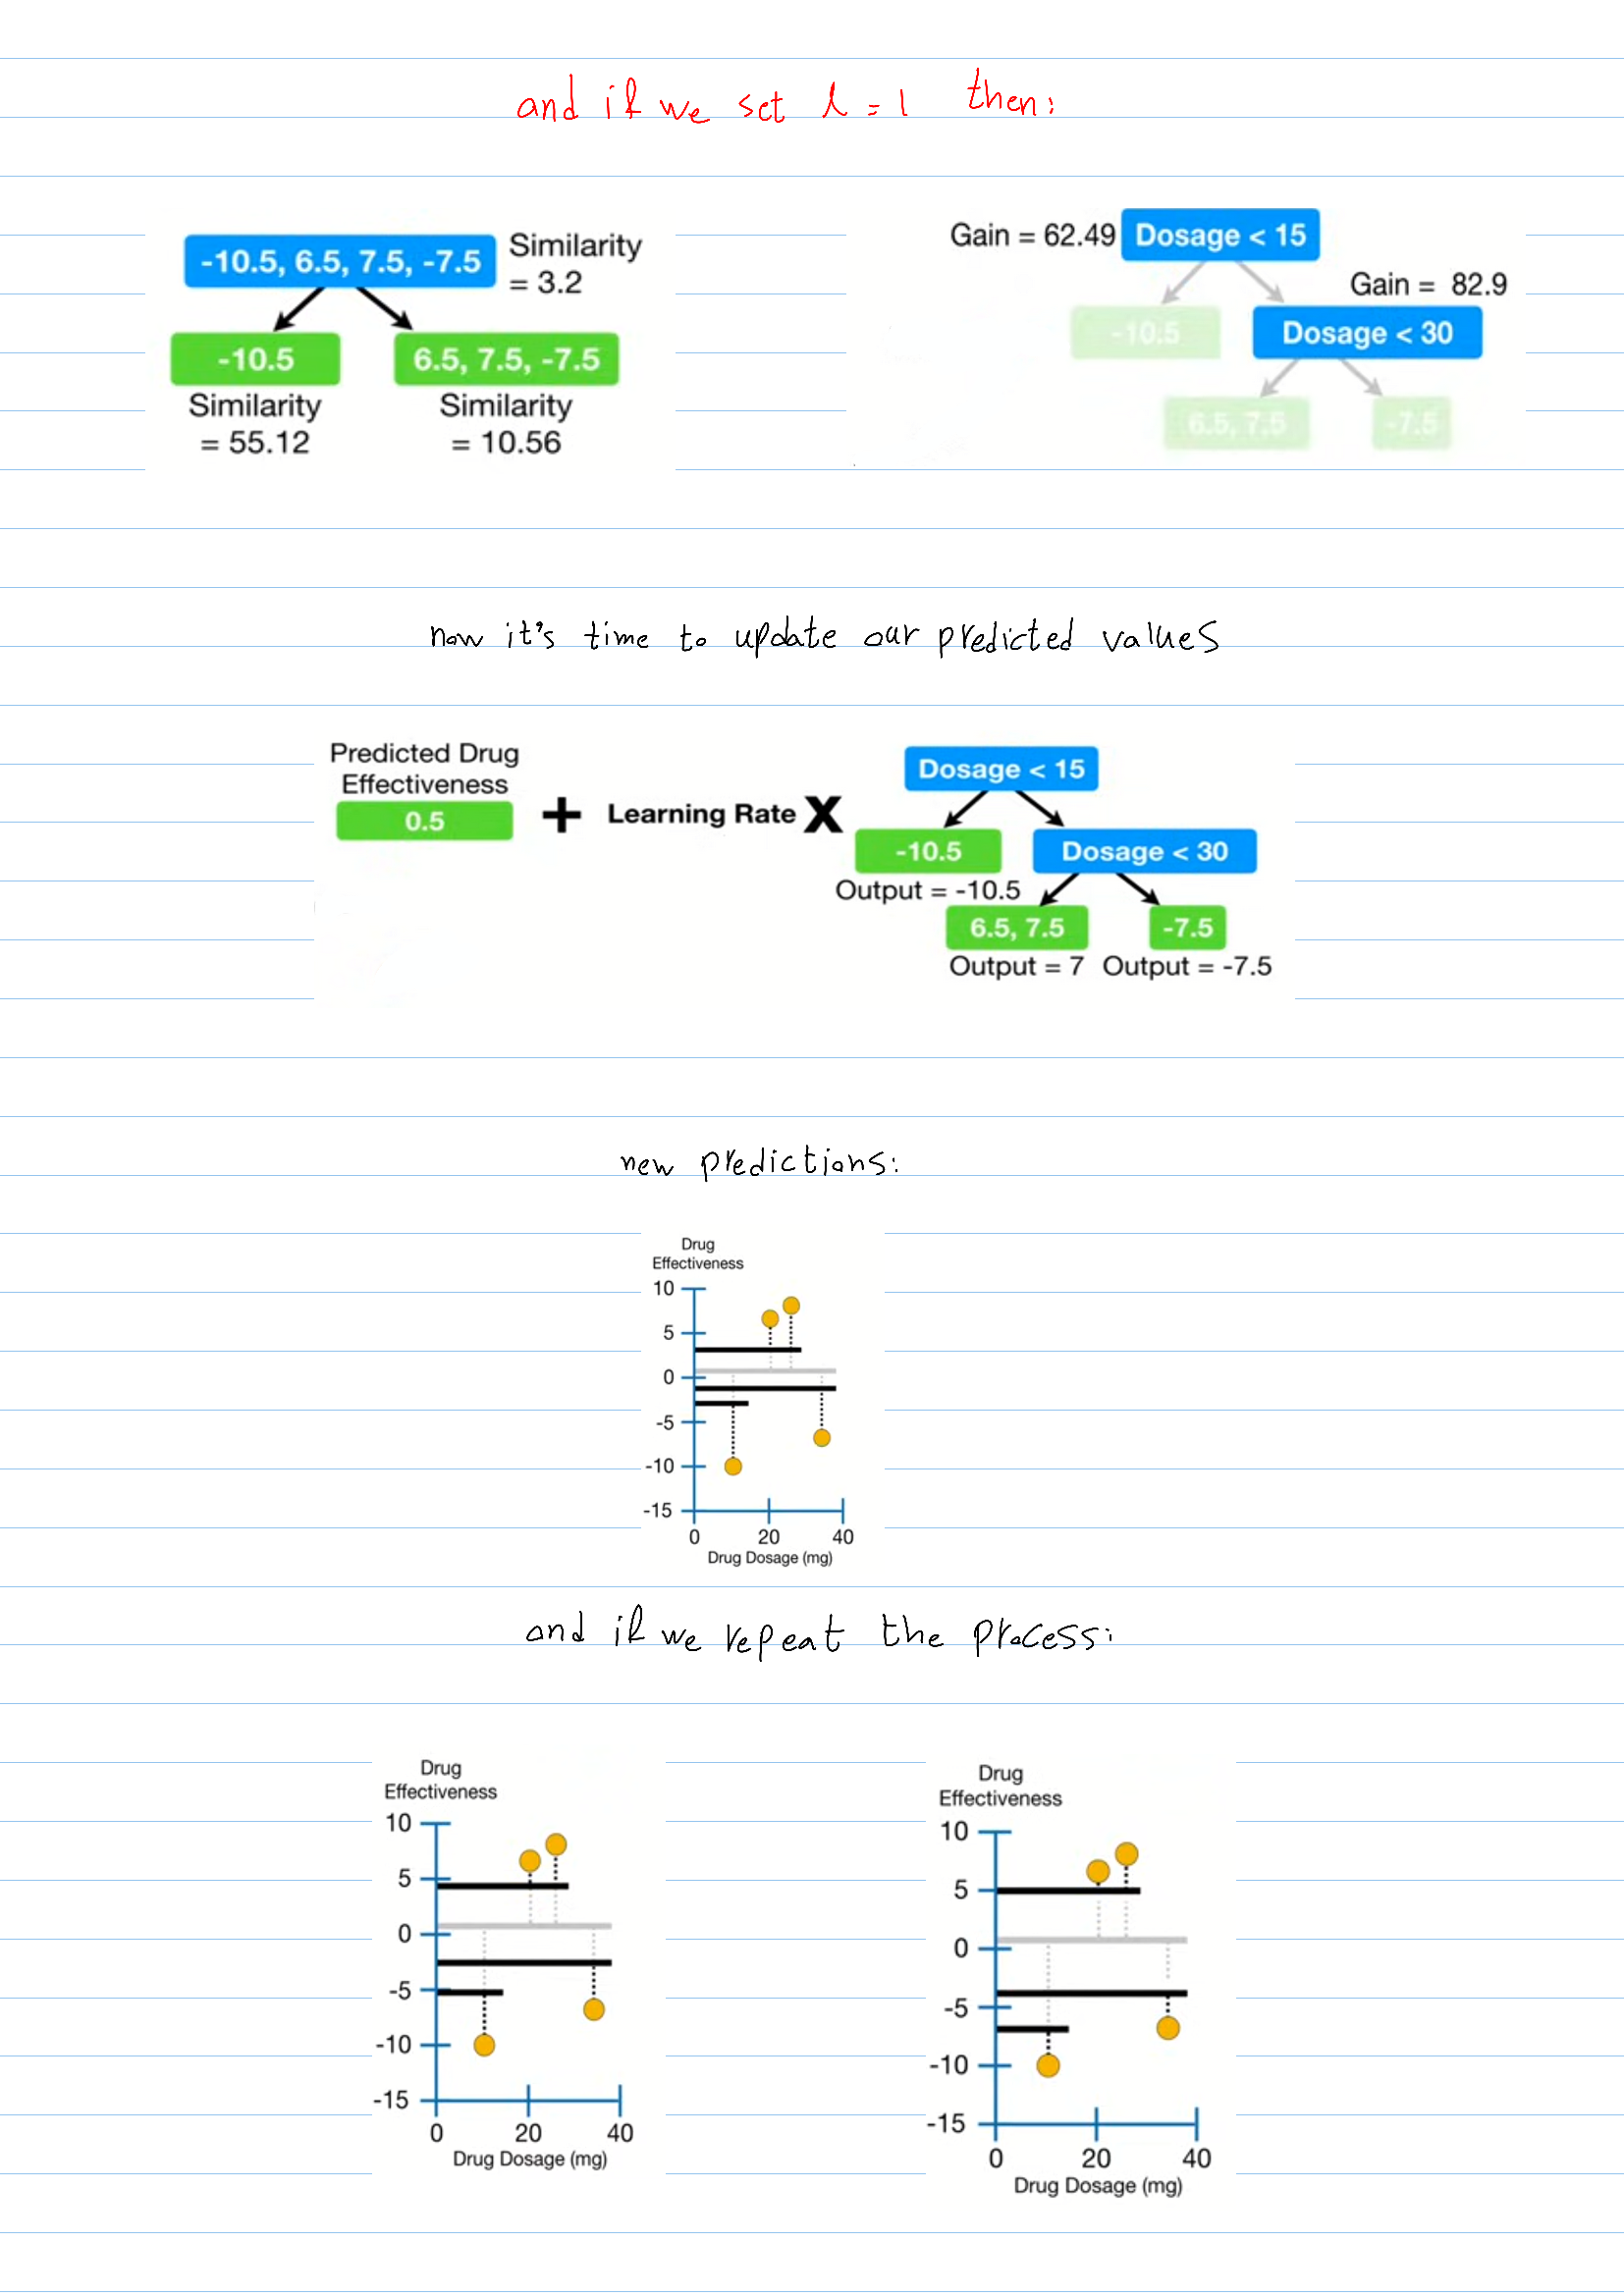 and if we set λ = 1 then:
-10.5, 6.5, 7.5, -7.5
Similarity
= 3.2
-10.5
6.5, 7.5, -7.5
Similarity
= 55.12
Similarity
= 10.56
Gain = 62.49
Dosage < 15
Gain = 82.9
-10.5
Dosage < 30
6.5, 7.5
-7.5
now it's time to update our predicted values
Predicted Drug
Effectiveness
0.5
+ Learning Rate X
Dosage < 15
-10.5
Dosage < 30
Output = -10.5
6.5, 7.5
-7.5
Output = 7
Output = -7.5
new predictions:
Drug
Effectiveness
10
5
0
-5
-10
-15
0 20 40
Drug Dosage (mg)
and if we repeat the process:
Drug
Effectiveness
10
5
0
-5
-10
-15
0 20 40
Drug Dosage (mg)
Drug
Effectiveness
10
5
0
-5
-10
-15
0 20 40
Drug Dosage (mg)